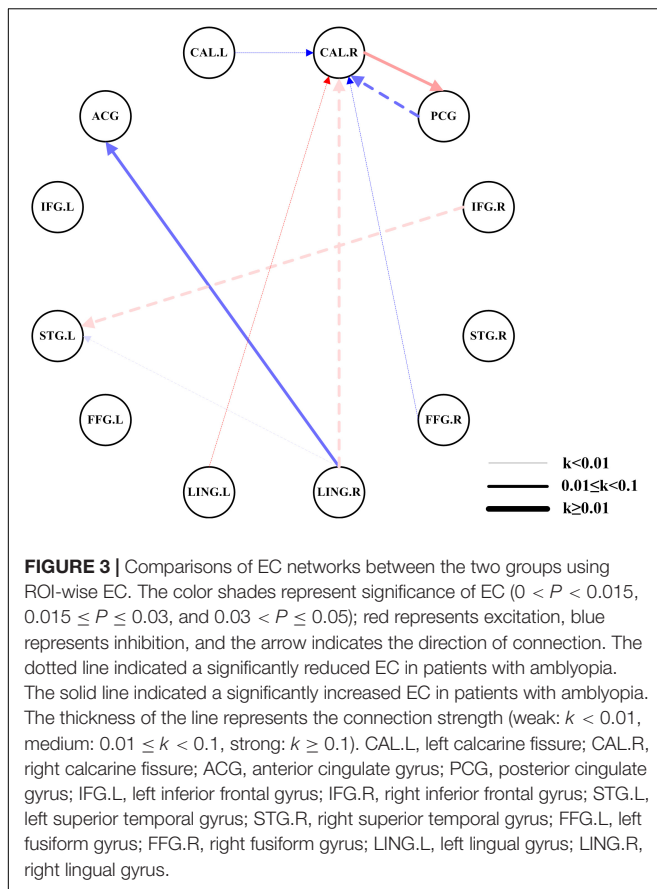 CAL.L
CAL.R
ACG
PCG
IFG.L
IFG.R
STG.L
STG.R
FFG.L
FFG.R
LING.L
LING.R
k<0.01
0.01≤k<0.1
k≥0.01
FIGURE 3 | Comparisons of EC networks between the two groups using
ROI-wise EC. The color shades represent significance of EC (0 < P < 0.015,
0.015 ≤ P ≤ 0.03, and 0.03 < P ≤ 0.05); red represents excitation, blue
represents inhibition, and the arrow indicates the direction of connection. The
dotted line indicated a significantly reduced EC in patients with amblyopia.
The solid line indicated a significantly increased EC in patients with amblyopia.
The thickness of the line represents the connection strength (weak: k < 0.01,
medium: 0.01 ≤ k < 0.1, strong: k ≥ 0.1). CAL.L, left calcarine fissure; CAL.R,
right calcarine fissure; ACG, anterior cingulate gyrus; PCG, posterior cingulate
gyrus; IFG.L, left inferior frontal gyrus; IFG.R, right inferior frontal gyrus; STG.L,
left superior temporal gyrus; STG.R, right superior temporal gyrus; FFG.L, left
fusiform gyrus; FFG.R, right fusiform gyrus; LING.L, left lingual gyrus; LING.R,
right lingual gyrus.